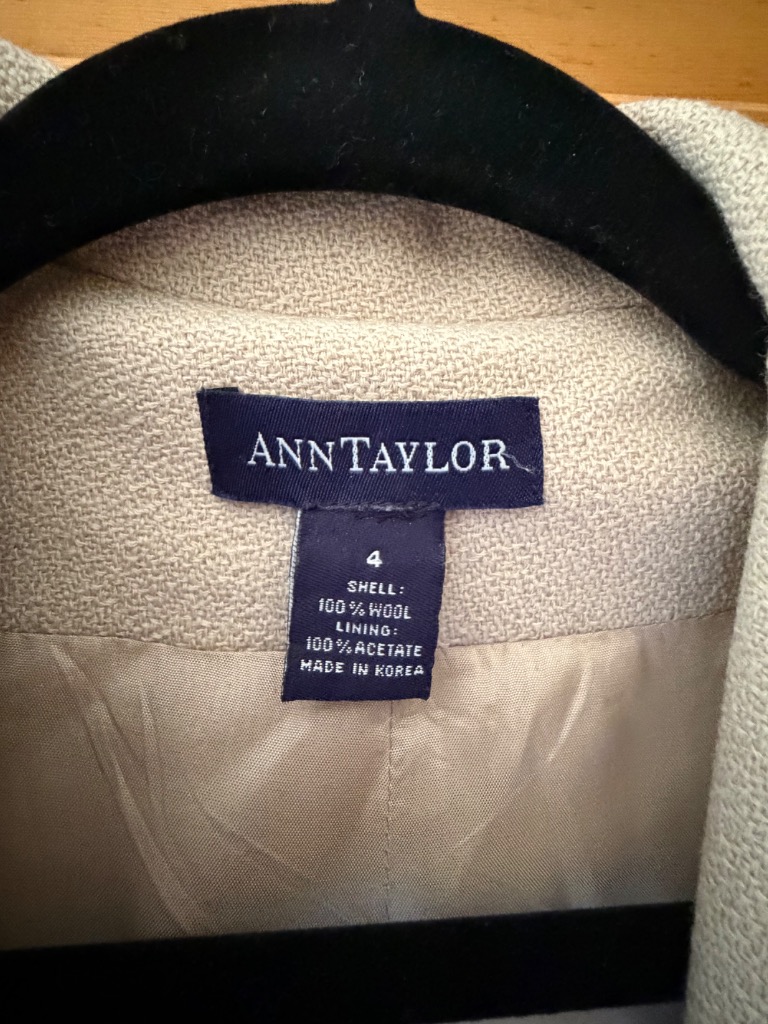 ANNTAYLOR
4
SHELL:
100% WOOL
LINING:
100% ACETATE
MADE IN KOREA